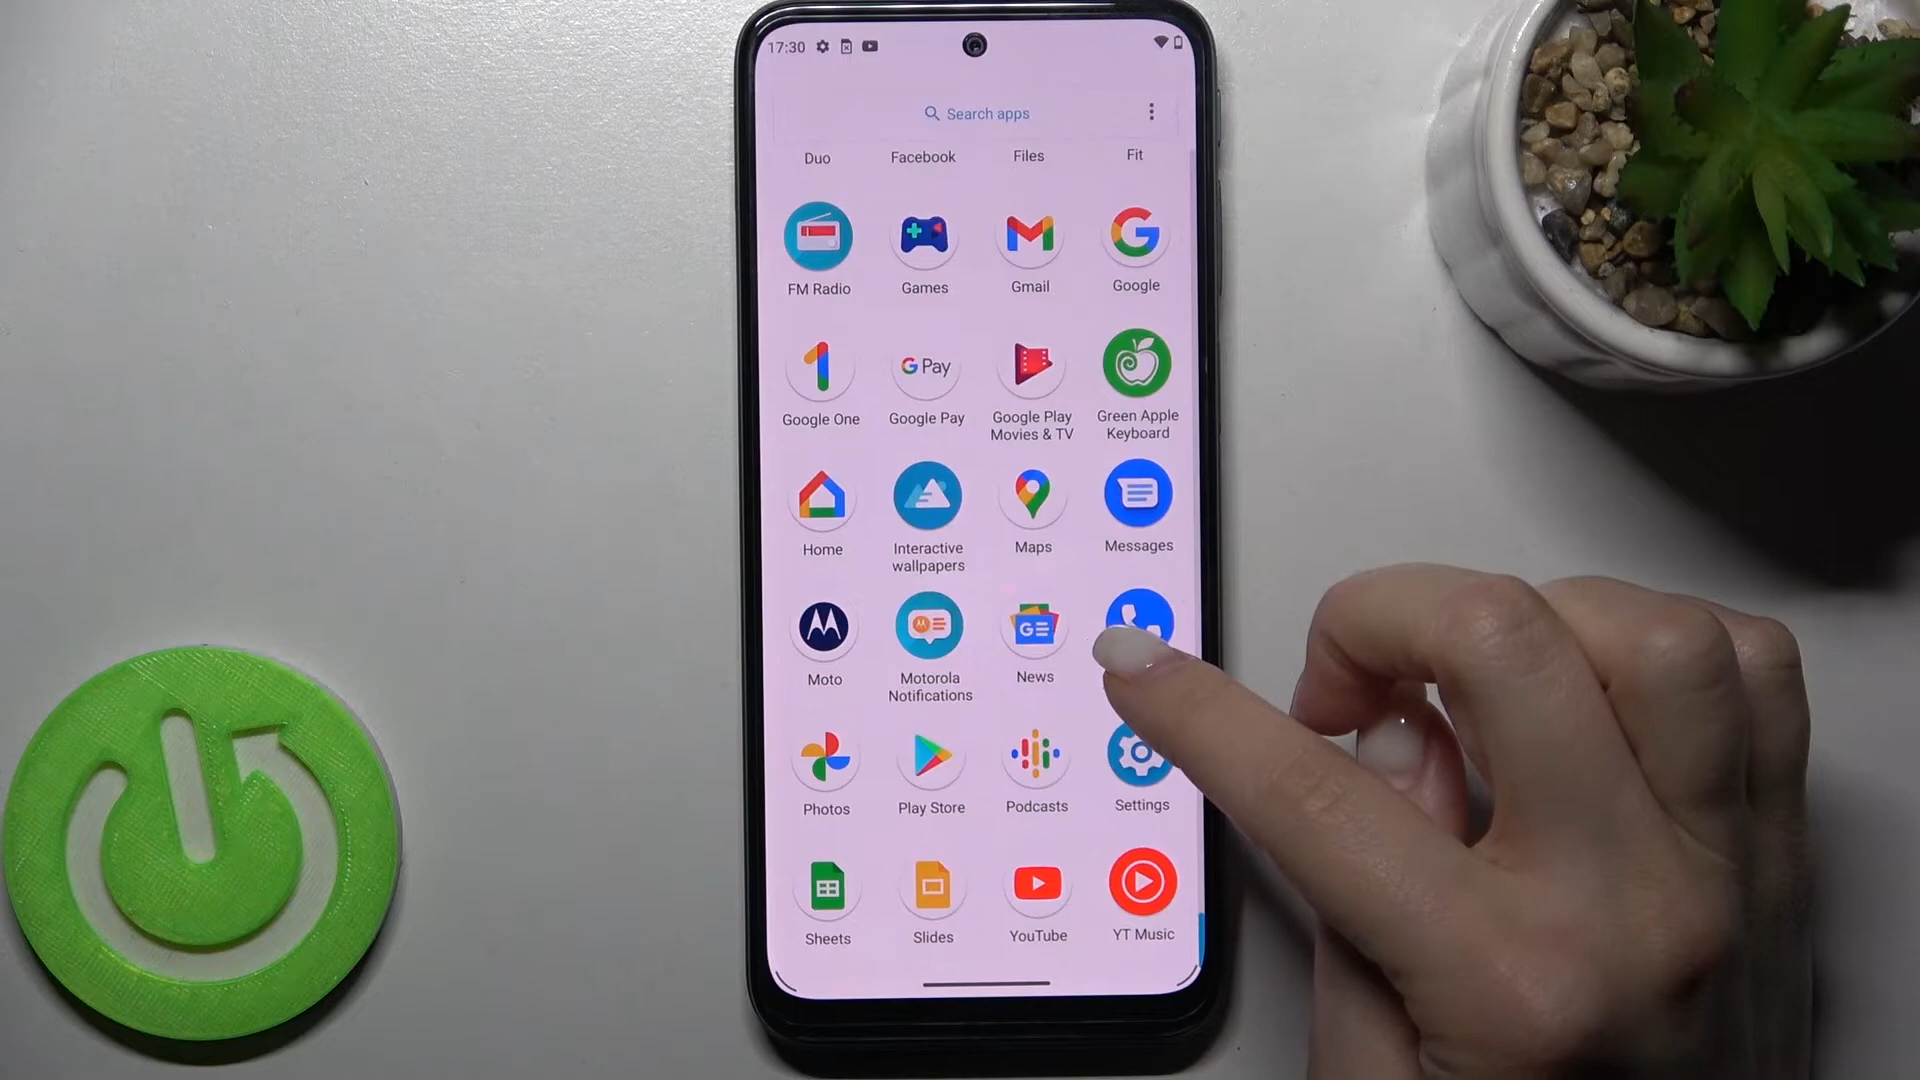 17:30
Search apps
Duo Facebook Files Fit
FM Radio Games Gmail Google
G Pay
Google One Google Pay Google Play Movies & TV Green Apple Keyboard
Home Interactive wallpapers Maps Messages
GE
Moto Motorola Notifications News
Photos Play Store Podcasts Settings
Sheets Slides YouTube YT Music